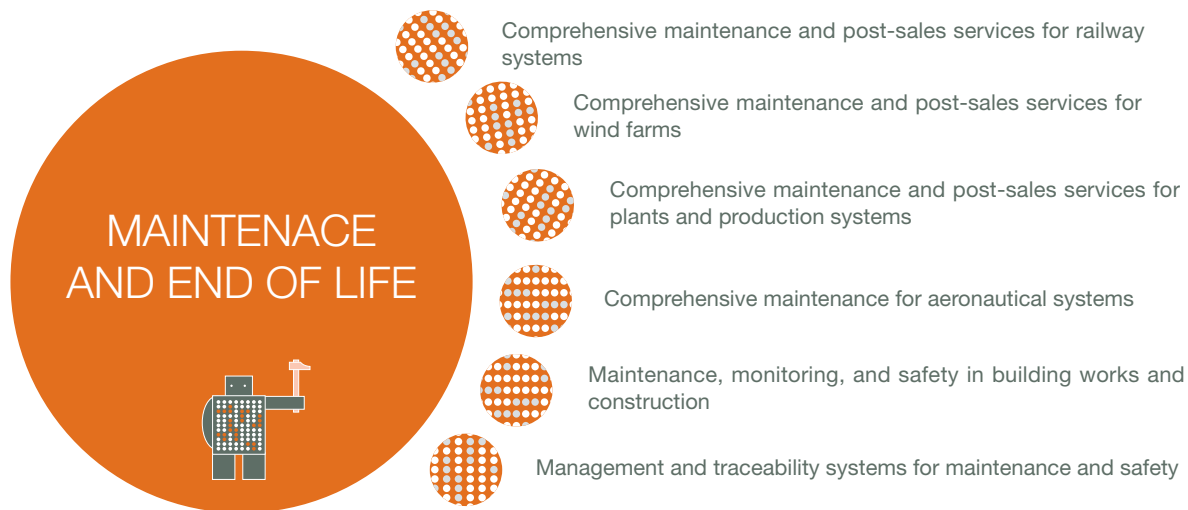 Comprehensive maintenance and post-sales services for railway
systems
Comprehensive maintenance and post-sales services for
wind farms
Comprehensive maintenance and post-sales services for
plants and production systems
MAINTENACE
AND END OF LIFE
Comprehensive maintenance for aeronautical systems
Maintenance, monitoring, and safety in building works and
construction
Management and traceability systems for maintenance and safety